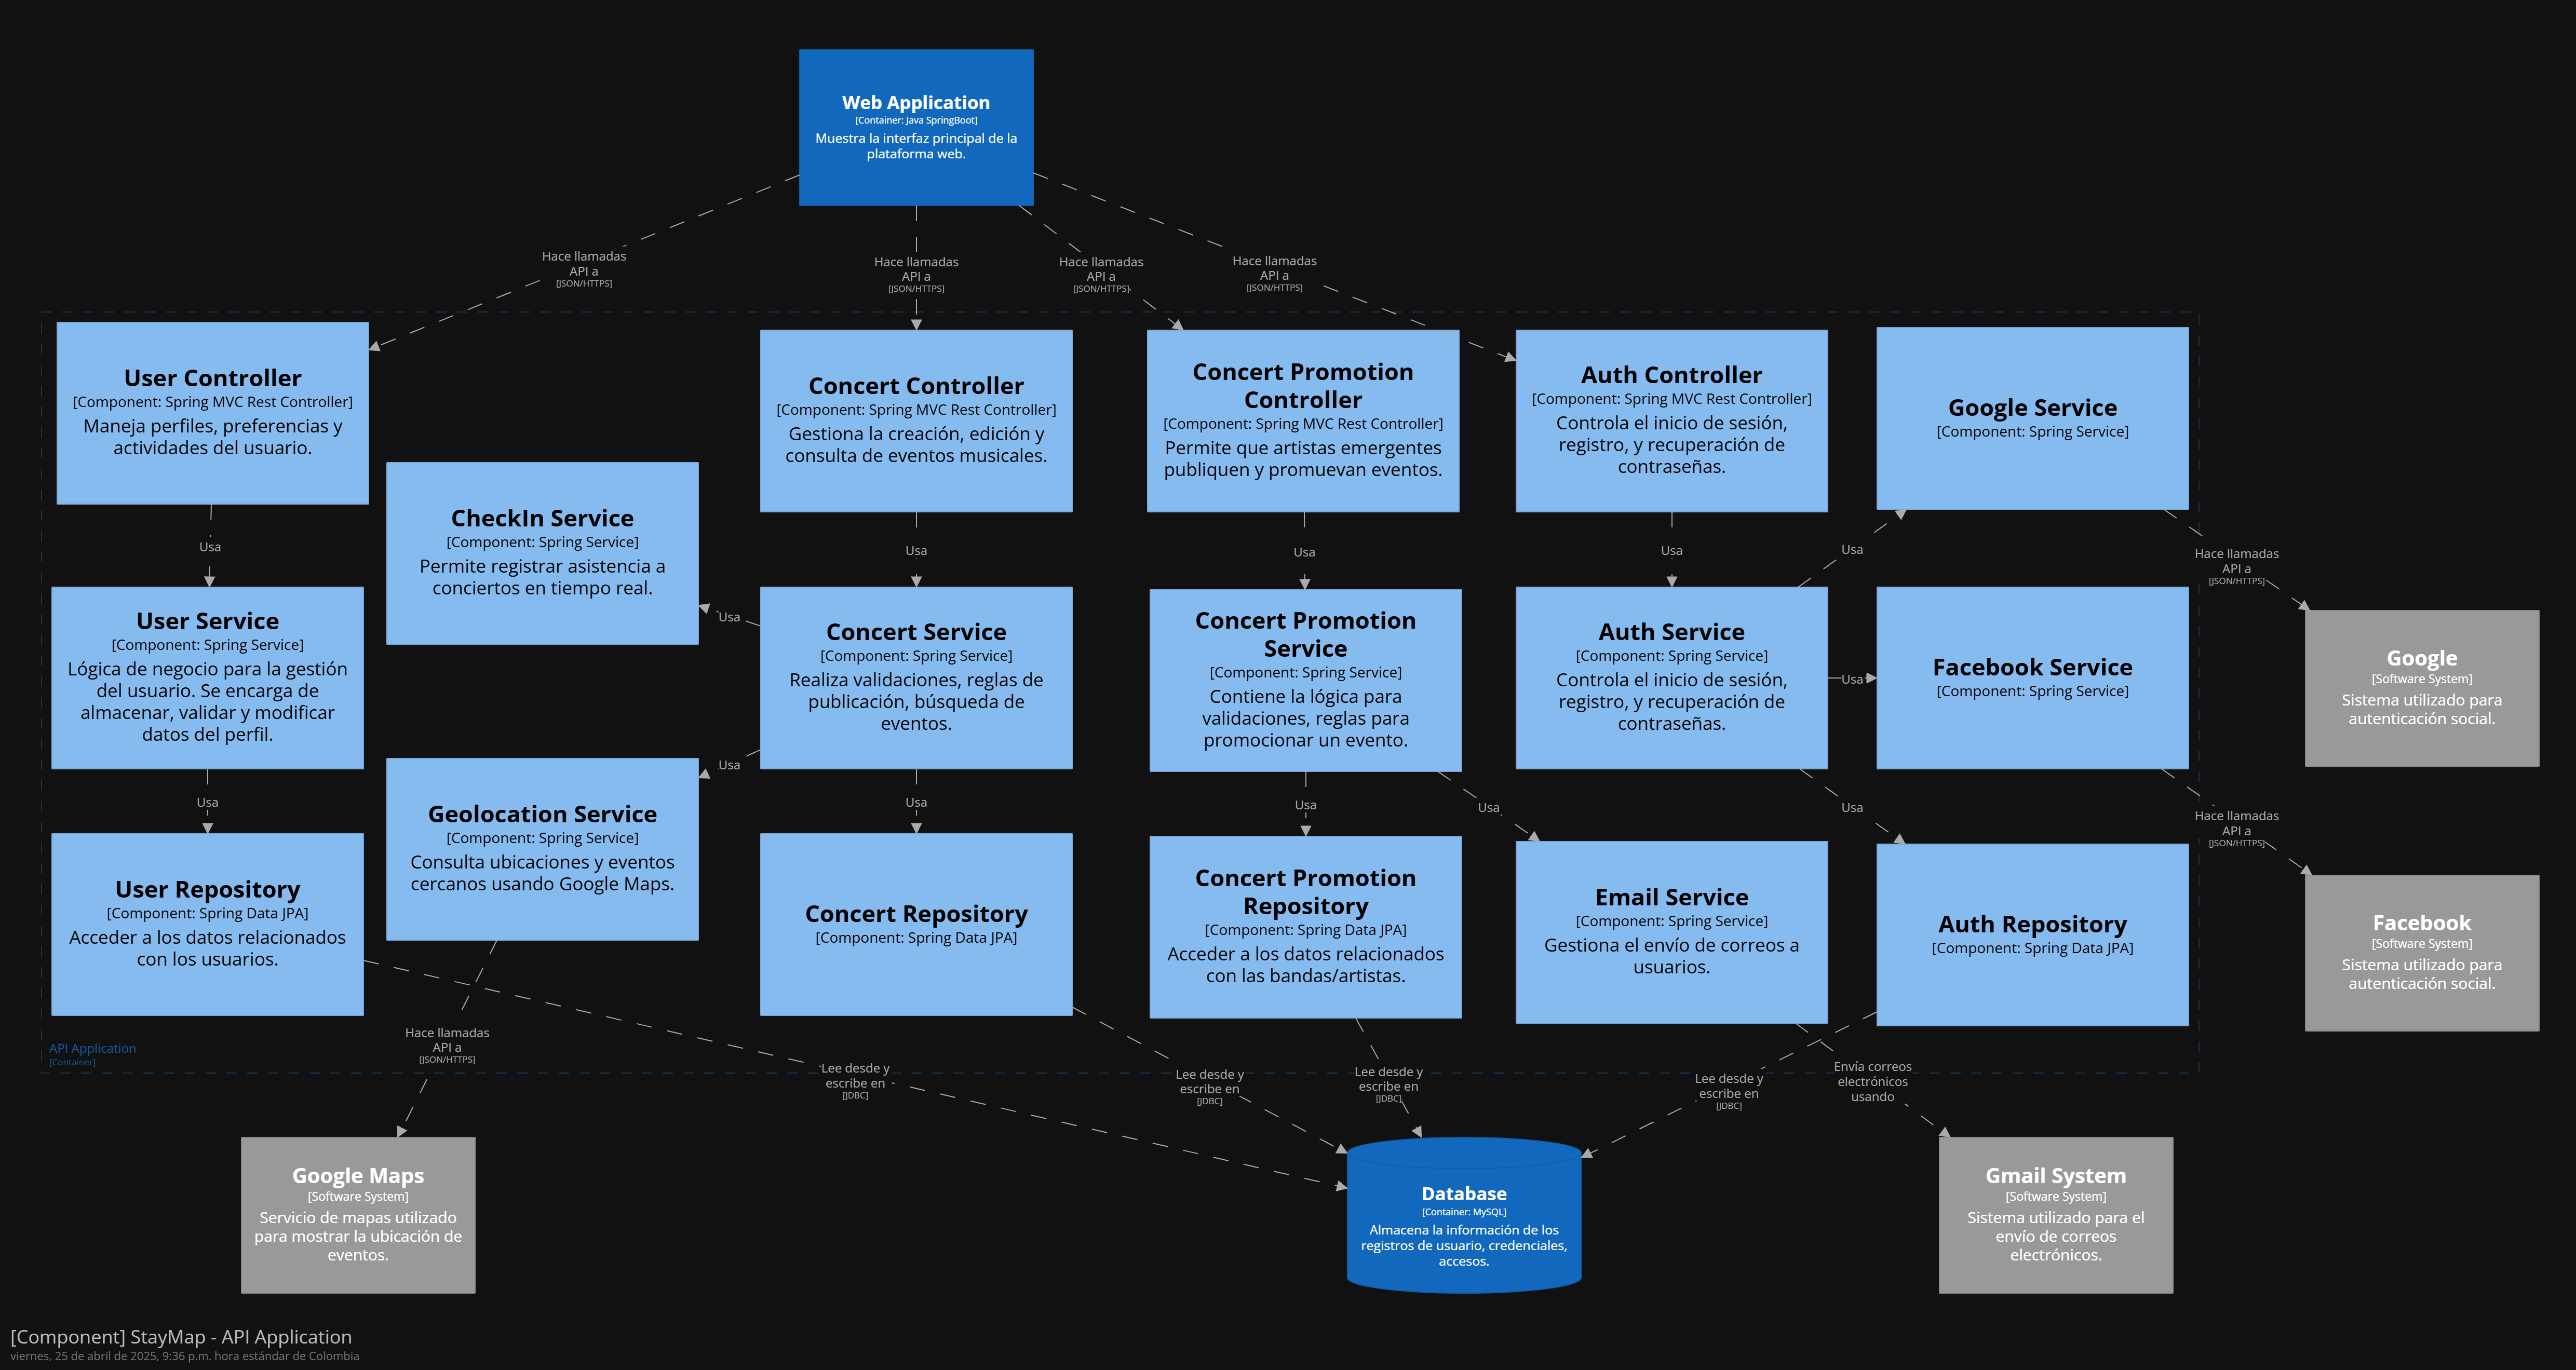 Web Application
[Container: Java SpringBoot]
Muestra la interfaz principal de la
plataforma web.
Hace llamadas
API a
[JSON/HTTPS]
Hace llamadas
API a
[JSON/HTTPS]
Hace llamadas
API a
[JSON/HTTPS]
Hace llamadas
API a
[JSON/HTTPS]
User Controller
[Component: Spring MVC Rest Controller]
Maneja perfiles, preferencias y
actividades del usuario.
Concert Controller
[Component: Spring MVC Rest Controller]
Gestiona la creación, edición y
consulta de eventos musicales.
Concert Promotion
Controller
[Component: Spring MVC Rest Controller]
Permite que artistas emergentes
publiquen y promuevan eventos.
Auth Controller
[Component: Spring MVC Rest Controller]
Controla el inicio de sesión,
registro, y recuperación de
contraseñas.
Google Service
[Component: Spring Service]
CheckIn Service
[Component: Spring Service]
Permite registrar asistencia a
conciertos en tiempo real.
Usa
Usa
Usa
Usa
Usa
Hace llamadas
API a
[JSON/HTTPS]
User Service
[Component: Spring Service]
Lógica de negocio para la gestión
del usuario. Se encarga de
almacenar, validar y modificar
datos del perfil.
Usa
Concert Service
[Component: Spring Service]
Realiza validaciones, reglas de
publicación, búsqueda de
eventos.
Concert Promotion
Service
[Component: Spring Service]
Contiene la lógica para
validaciones, reglas para
promocionar un evento.
Auth Service
[Component: Spring Service]
Controla el inicio de sesión,
registro, y recuperación de
contraseñas.
Usa
Facebook Service
[Component: Spring Service]
Google
[Software System]
Sistema utilizado para
autenticación social.
Usa
Geolocation Service
[Component: Spring Service]
Consulta ubicaciones y eventos
cercanos usando Google Maps.
Usa
Usa
Usa
Usa
Usa
Hace llamadas
API a
[JSON/HTTPS]
User Repository
[Component: Spring Data JPA]
Acceder a los datos relacionados
con los usuarios.
Concert Repository
[Component: Spring Data JPA]
Concert Promotion
Repository
[Component: Spring Data JPA]
Acceder a los datos relacionados
con las bandas/artistas.
Email Service
[Component: Spring Service]
Gestiona el envío de correos a
usuarios.
Auth Repository
[Component: Spring Data JPA]
Facebook
[Software System]
Sistema utilizado para
autenticación social.
API Application
[Container]
Hace llamadas
API a
[JSON/HTTPS]
Lee desde y
escribe en
[JDBC]
Lee desde y
escribe en
[JDBC]
Lee desde y
escribe en
[JDBC]
Lee desde y
escribe en
[JDBC]
Envía correos
electrónicos
usando
Google Maps
[Software System]
Servicio de mapas utilizado
para mostrar la ubicación de
eventos.
Database
[Container: MySQL]
Almacena la información de los
registros de usuario, credenciales,
accesos.
Gmail System
[Software System]
Sistema utilizado para el
envío de correos
electrónicos.
[Component] StayMap - API Application
viernes, 25 de abril de 2025, 9:36 p.m. hora estándar de Colombia